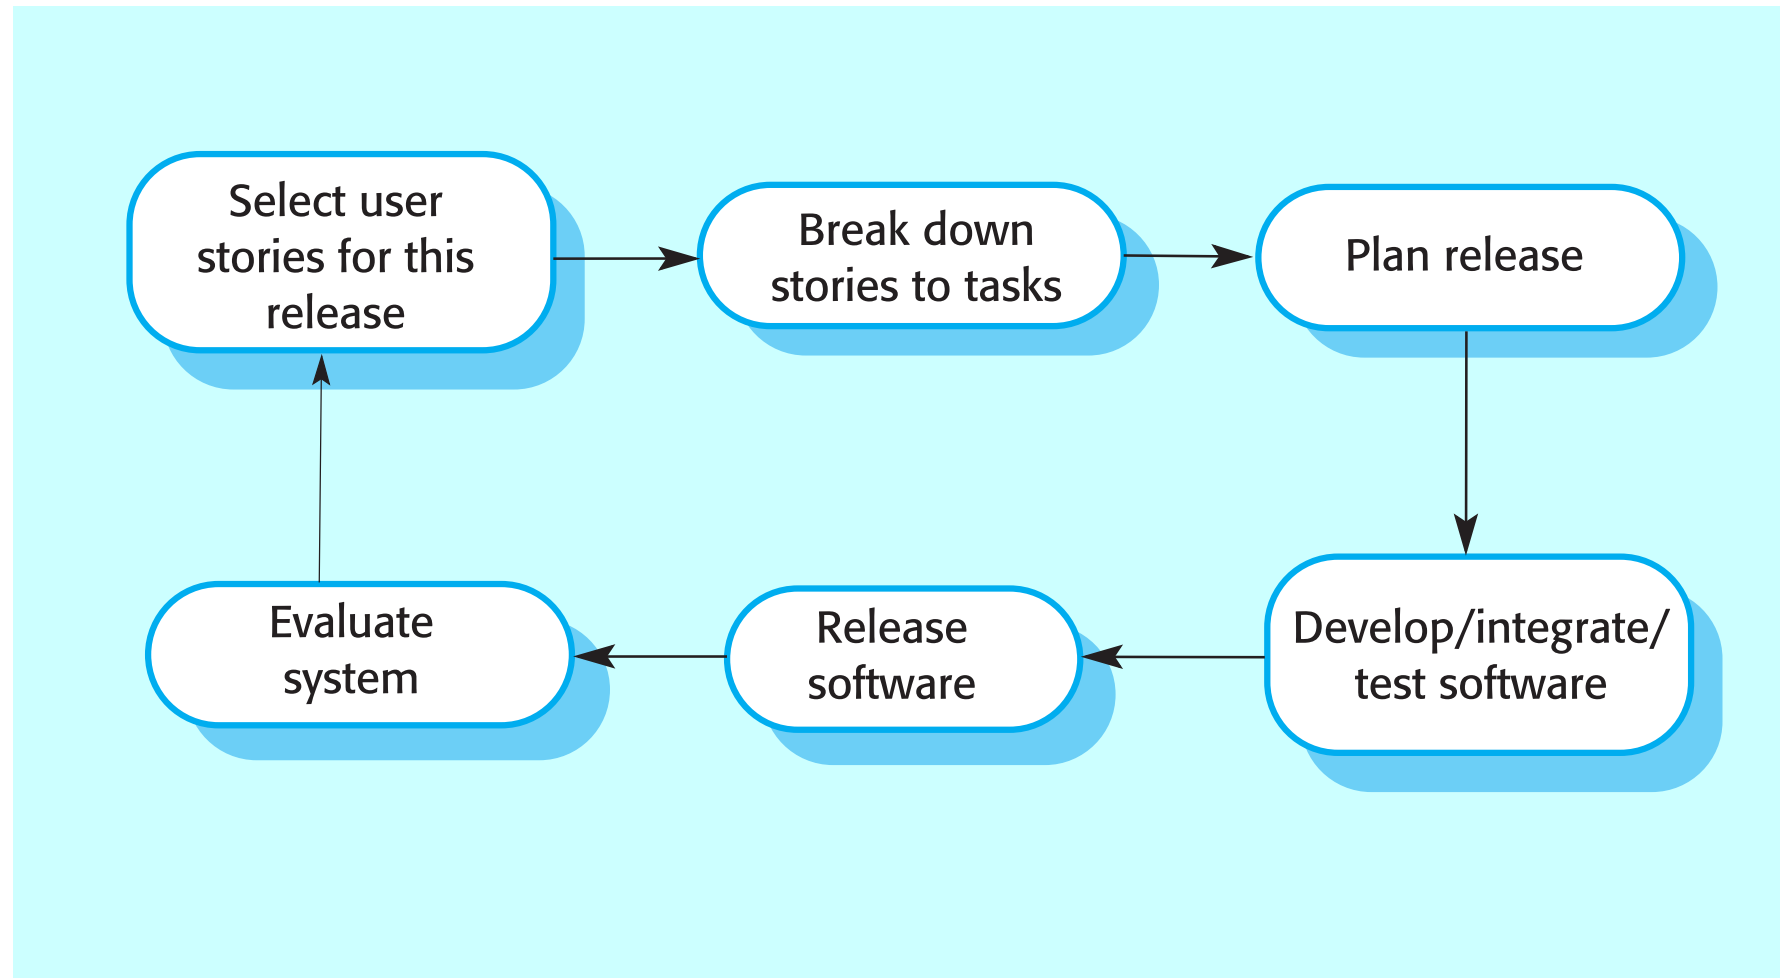 Select user
stories for this
release
Break down
stories to tasks
Plan release
Evaluate
system
Release
software
Develop/integrate/
test software